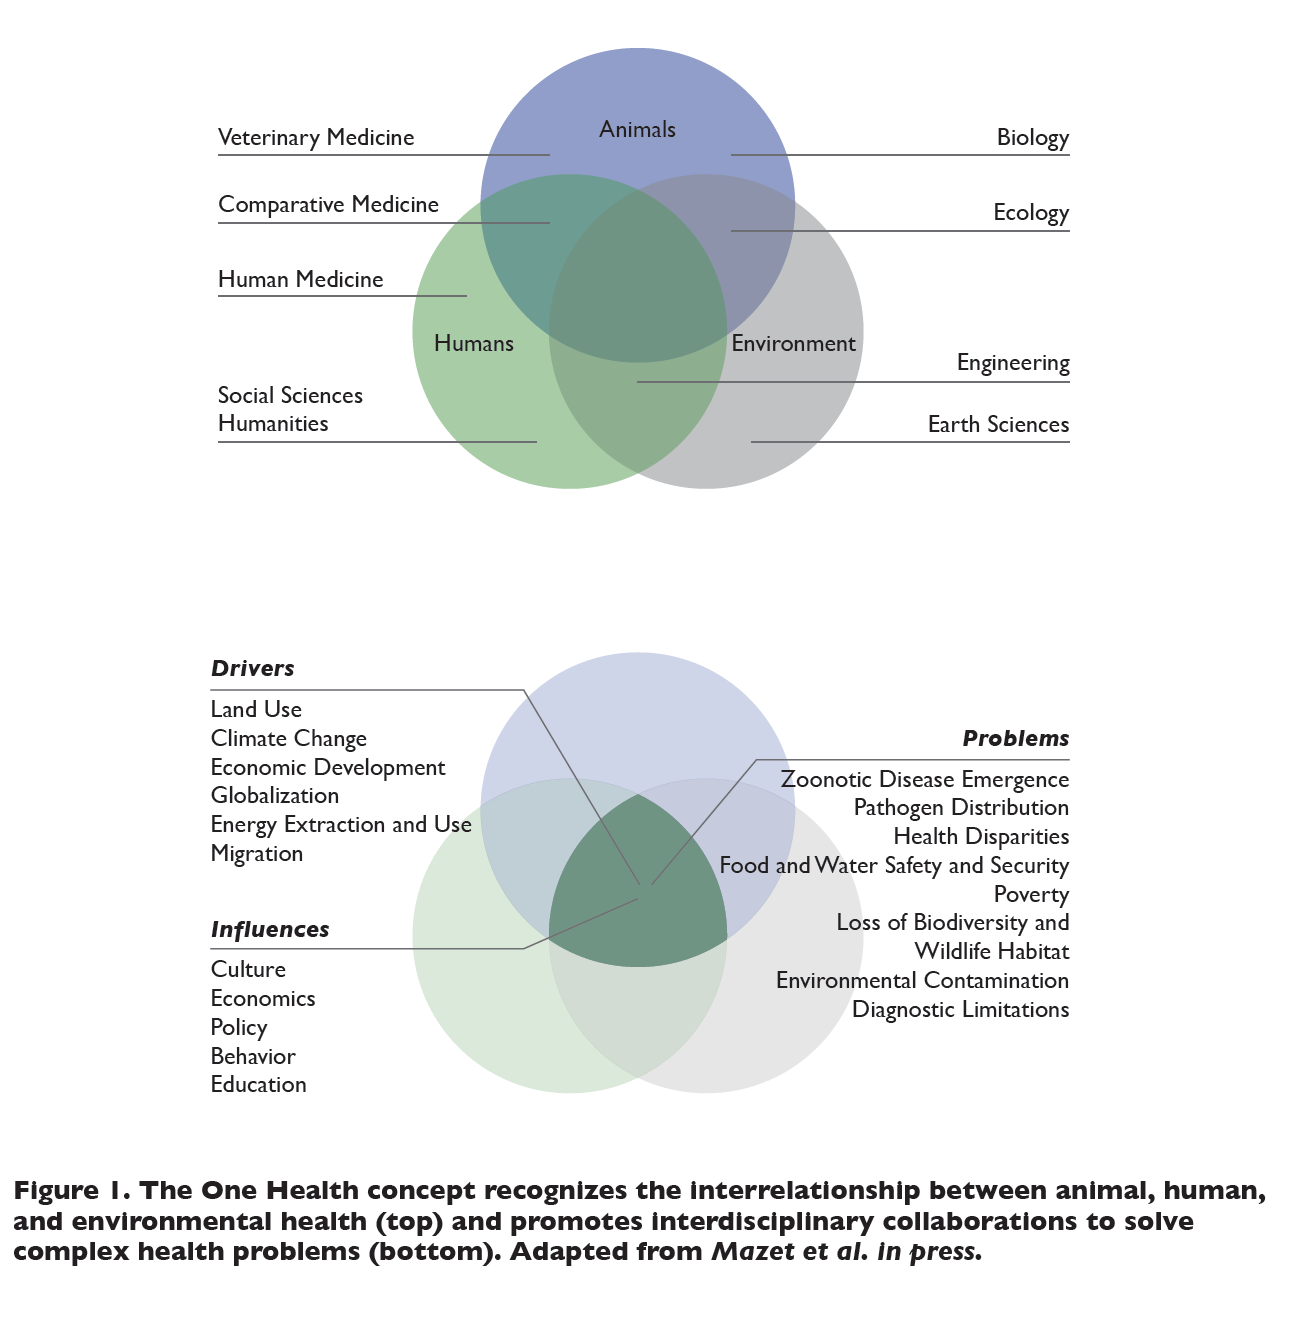 Animals
Veterinary Medicine
Biology
Comparative Medicine
Ecology
Human Medicine
Humans
Environment
Engineering
Social Sciences
Humanities
Earth Sciences
Drivers
Land Use
Climate Change
Economic Development
Globalization
Energy Extraction and Use
Migration
Problems
Zoonotic Disease Emergence
Pathogen Distribution
Health Disparities
Food and Water Safety and Security
Poverty
Loss of Biodiversity and
Wildlife Habitat
Environmental Contamination
Diagnostic Limitations
Influences
Culture
Economics
Policy
Behavior
Education
Figure 1. The One Health concept recognizes the interrelationship between animal, human,
and environmental health (top) and promotes interdisciplinary collaborations to solve
complex health problems (bottom). Adapted from Mazet et al. in press.